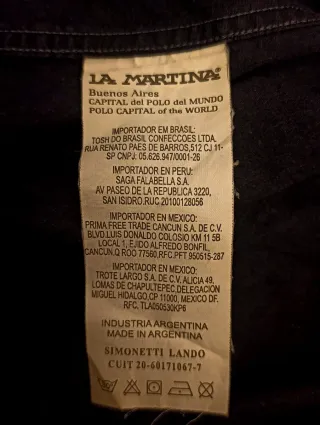 LA MARTINA®
Buenos Aires
CAPITAL del POLO del MUNDO
POLO CAPITAL of the WORLD
IMPORTADOR EM BRASIL:
TOSH DO BRASIL CONFECCOES LTDA.
RUA RENATO PAES DE BARROS, 512 CJ 11-
SP CNPJ: 05.626.947/0001-26
IMPORTADOR EN PERU:
SAGA FALABELLA S.A.
AV PASEO DE LA REPUBLICA 3220,
SAN ISIDRO. RUC 20100128056
IMPORTADOR EN MEXICO:
PRIMA FREE TRADE CANCUN S.A. DE C.V.
BLVD.LUIS DONALDO COLOSIO KM 11 5B
LOCAL 1, EJIDO ALFREDO BONFIL,
CANCUN,Q ROO 77560,RFC.PFT 950515-287
IMPORTADOR EN MEXICO:
TROTE LARGO S.A. DE C.V. ALICIA 49,
LOMAS DE CHAPULTEPEC,DELEGACION
MIGUEL HIDALGO,CP 11000, MEXICO DF.
RFC, TLA050530KP6
INDUSTRIA ARGENTINA
MADE IN ARGENTINA
SIMONETTI LANDO
CUIT 20-60171067-7